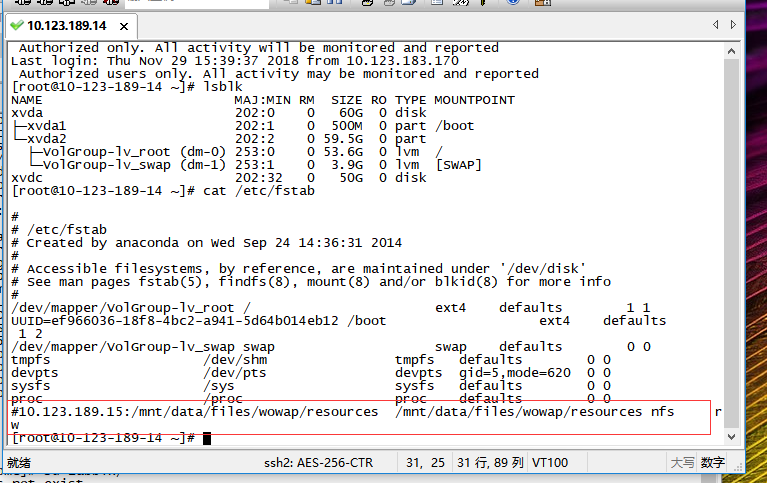 10.123.189.14
Authorized only. All activity will be monitored and reported
Last login: Thu Nov 29 15:39:37 2018 from 10.123.183.170
Authorized users only. All activity may be monitored and reported
[root@10-123-189-14 ~]# lsblk
NAME MAJ:MIN RM SIZE RO TYPE MOUNTPOINT
xvda 202:0 0 60G 0 disk
├─xvda1 202:1 0 500M 0 part /boot
└─xvda2 202:2 0 59.5G 0 part
├─VolGroup-lv_root (dm-0) 253:0 0 53.6G 0 lvm /
└─VolGroup-lv_swap (dm-1) 253:1 0 3.9G 0 lvm [SWAP]
xvdc 202:32 0 50G 0 disk
[root@10-123-189-14 ~]# cat /etc/fstab
#
# /etc/fstab
# Created by anaconda on Wed Sep 24 14:36:31 2014
#
# Accessible filesystems, by reference, are maintained under '/dev/disk'
# See man pages fstab(5), findfs(8), mount(8) and/or blkid(8) for more info
#
/dev/mapper/VolGroup-lv_root / ext4 defaults 1 1
UUID=ef966036-18f8-4bc2-a941-5d64b014eb12 /boot ext4 defaults
1 2
/dev/mapper/VolGroup-lv_swap swap swap defaults 0 0
tmpfs /dev/shm tmpfs defaults 0 0
devpts /dev/pts devpts gid=5,mode=620 0 0
sysfs /sys sysfs defaults 0 0
proc /proc proc defaults 0 0
#10.123.189.15:/mnt/data/files/wowap/resources /mnt/data/files/wowap/resources nfs r
w
[root@10-123-189-14 ~]#
就绪 ssh2: AES-256-CTR 31, 25 31 行, 89 列 VT100 大写 数字